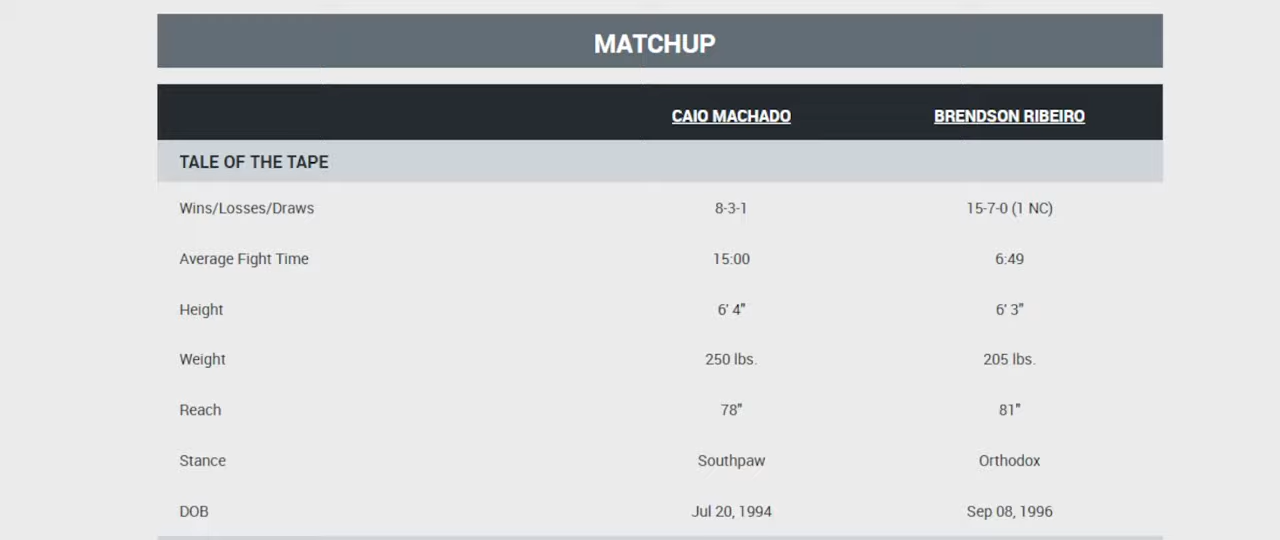 MATCHUP
CAIO MACHADO BRENDSON RIBEIRO
TALE OF THE TAPE
Wins/Losses/Draws 8-3-1 15-7-0 (1 NC)
Average Fight Time 15:00 6:49
Height 6' 4" 6' 3"
Weight 250 lbs. 205 lbs.
Reach 78" 81"
Stance Southpaw Orthodox
DOB Jul 20, 1994 Sep 08, 1996